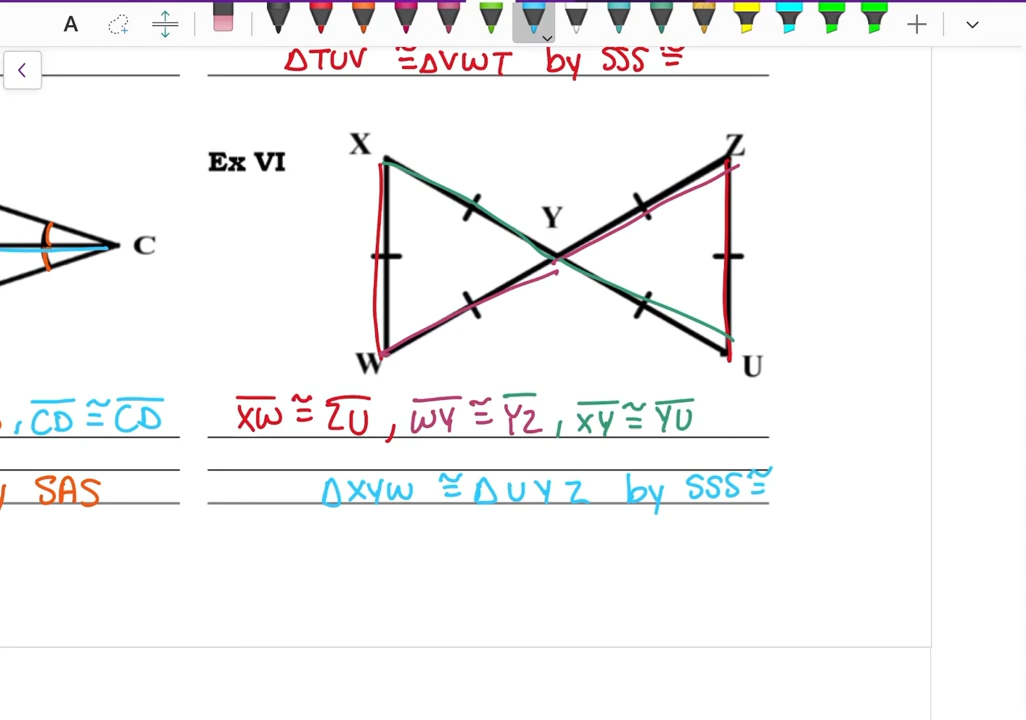 A
ΔTUV ≅ ΔVWT by SSS ≅
Ex VI
X
Z
Y
C
W
U
, CD ≅ CD
XW ≅ ZU, WY ≅ YZ, XY ≅ YU
SAS
ΔXYW ≅ ΔUYZ by SSS ≅